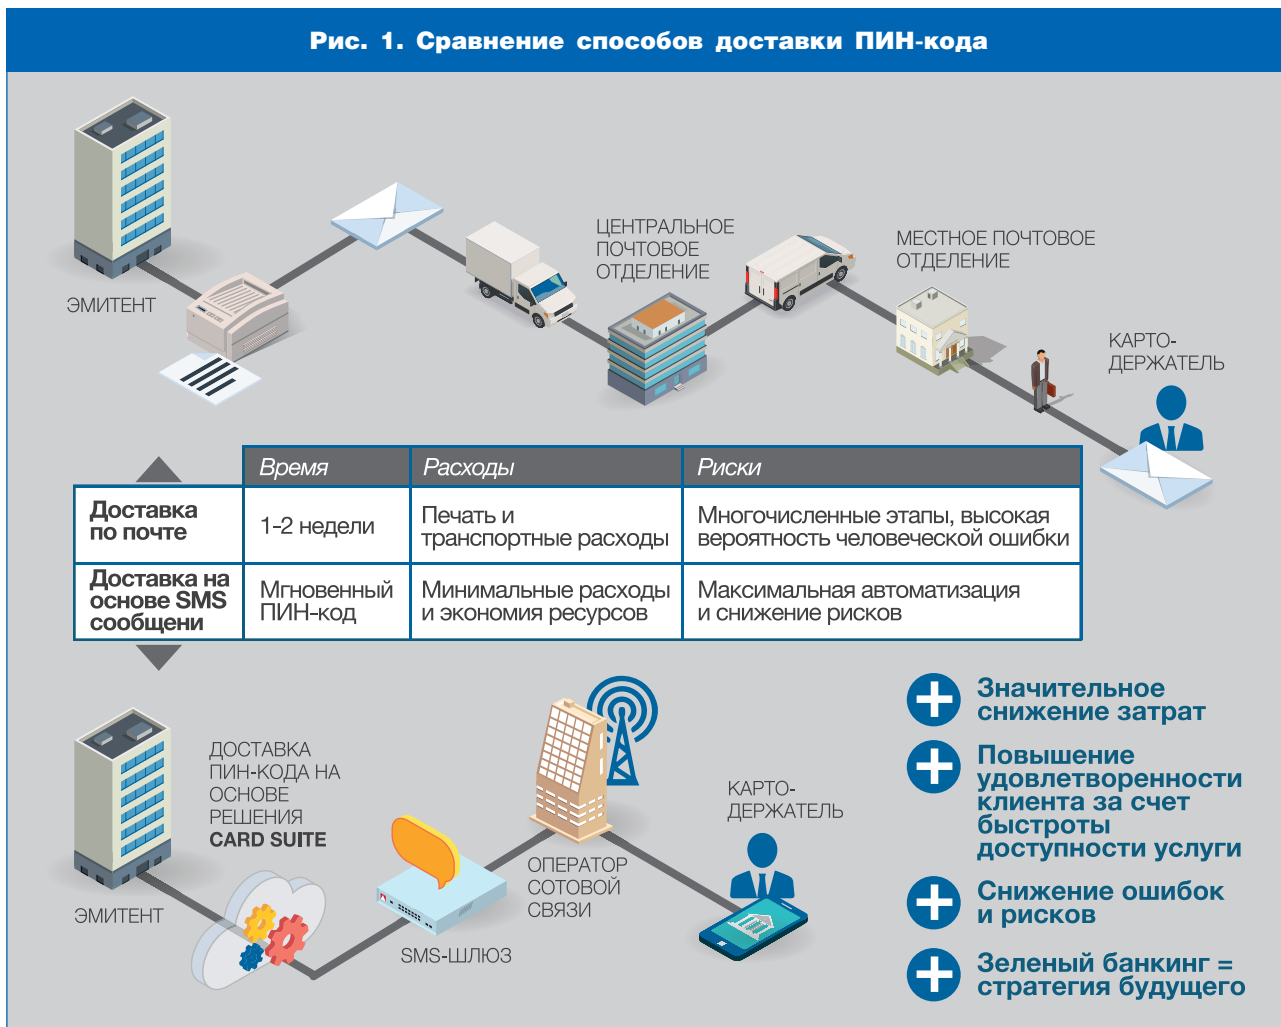 Рис. 1. Сравнение способов доставки ПИН-кода
ЭМИТЕНТ
ЦЕНТРАЛЬНОЕ
ПОЧТОВОЕ
ОТДЕЛЕНИЕ
МЕСТНОЕ ПОЧТОВОЕ
ОТДЕЛЕНИЕ
КАРТО-
ДЕРЖАТЕЛЬ
Время
Расходы
Риски
Доставка
по почте
1-2 недели
Печать и
транспортные расходы
Многочисленные этапы, высокая
вероятность человеческой ошибки
Доставка на
основе SMS
сообщени
Мгновенный
ПИН-код
Минимальные расходы
и экономия ресурсов
Максимальная автоматизация
и снижение рисков
ЭМИТЕНТ
ДОСТАВКА
ПИН-КОДА НА
ОСНОВЕ
РЕШЕНИЯ
CARD SUITE
SMS-ШЛЮЗ
ОПЕРАТОР
СОТОВОЙ
СВЯЗИ
КАРТО-
ДЕРЖАТЕЛЬ
Значительное
снижение затрат
Повышение
удовлетворенности
клиента за счет
быстроты
доступности услуги
Снижение ошибок
и рисков
Зеленый банкинг =
стратегия будущего